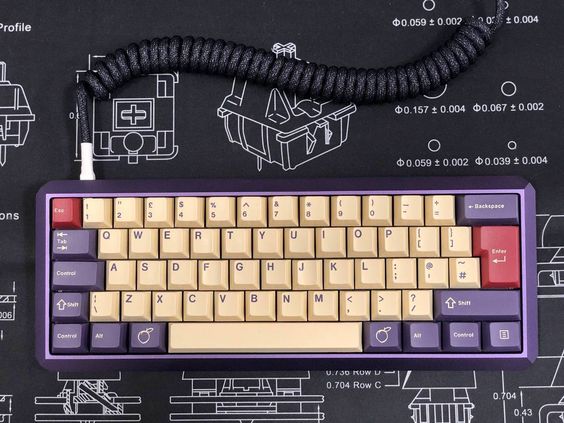 Profile
Φ0.059 ± 0.002
Φ0.157 ± 0.004
Φ0.067 ± 0.002
Φ0.059 ± 0.002
Φ0.039 ± 0.004
ons
Esc ! 1 " 2 £ 3 $ 4 % 5 ^ 6 & 7 * 8 ( 9 ) 0 _ - + = ← Backspace
Tab Q W E R T Y U I O P { [ } ] Enter
Control A S D F G H J K L : ; @ ' ~ #
⇧Shift | \ Z X C V B N M < , > . ? / ⇧Shift
Control Alt Alt Control
0.736 Row D
0.704 Row C
0.704
0.43